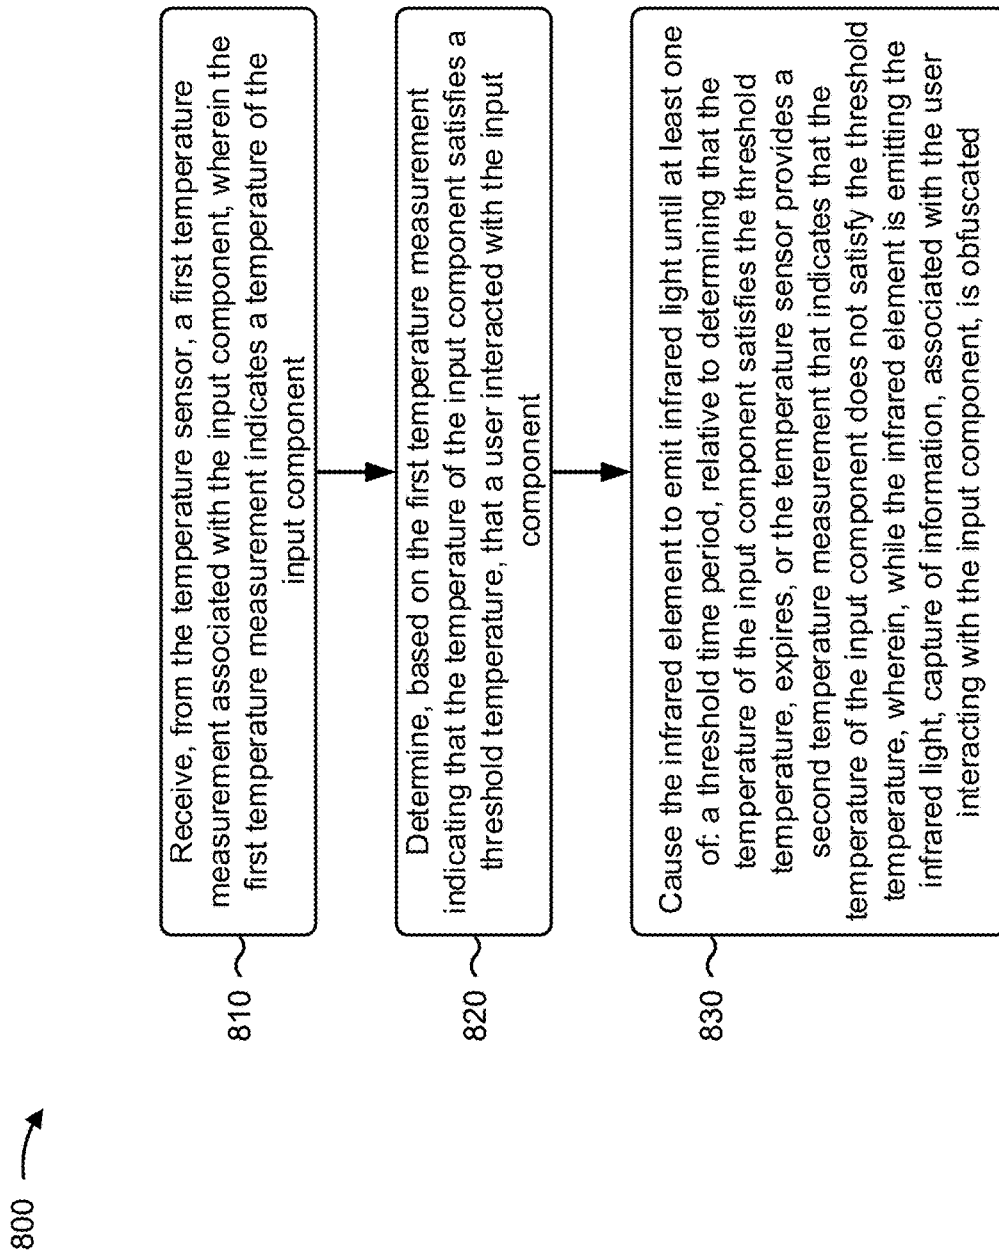 800
810
Receive, from the temperature sensor, a first temperature
measurement associated with the input component, wherein the
first temperature measurement indicates a temperature of the
input component
820
Determine, based on the first temperature measurement
indicating that the temperature of the input component satisfies a
threshold temperature, that a user interacted with the input
component
830
Cause the infrared element to emit infrared light until at least one
of: a threshold time period, relative to determining that the
temperature of the input component satisfies the threshold
temperature, expires, or the temperature sensor provides a
second temperature measurement that indicates that the
temperature of the input component does not satisfy the threshold
temperature, wherein, while the infrared element is emitting the
infrared light, capture of information, associated with the user
interacting with the input component, is obfuscated